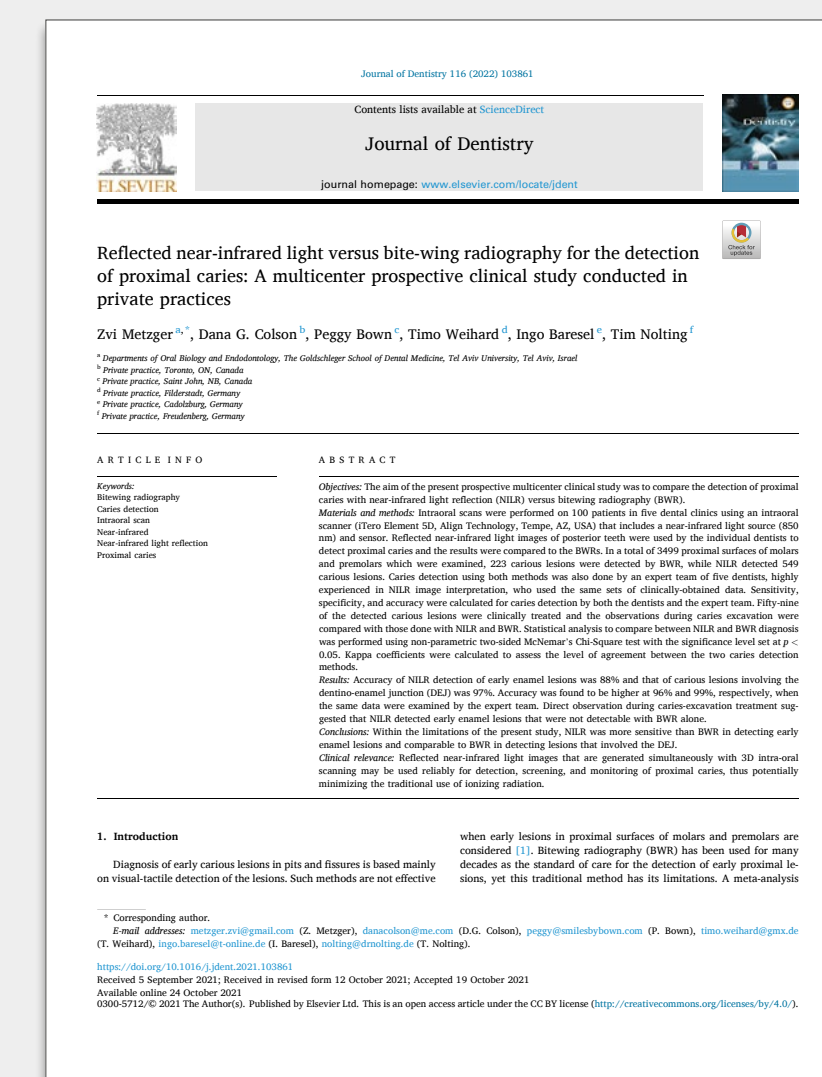 Journal of Dentistry 116 (2022) 103861
Contents lists available at ScienceDirect
Journal of Dentistry
journal homepage: www.elsevier.com/locate/jdent
ELSEVIER
Dentistry
Check for
updates
Reflected near-infrared light versus bite-wing radiography for the detection
of proximal caries: A multicenter prospective clinical study conducted in
private practices
Zvi Metzger a,*, Dana G. Colson b, Peggy Bown c, Timo Weihard d, Ingo Baresel e, Tim Nolting f
a Departments of Oral Biology and Endodontology, The Goldschleger School of Dental Medicine, Tel Aviv University, Tel Aviv, Israel
b Private practice, Toronto, ON, Canada
c Private practice, Saint John, NB, Canada
d Private practice, Filderstadt, Germany
e Private practice, Cadolzburg, Germany
f Private practice, Freudenberg, Germany
ARTICLE INFO
Keywords:
Bitewing radiography
Caries detection
Intraoral scan
Near-infrared
Near-infrared light reflection
Proximal caries
ABSTRACT
Objectives: The aim of the present prospective multicenter clinical study was to compare the detection of proximal
caries with near-infrared light reflection (NILR) versus bitewing radiography (BWR).
Materials and methods: Intraoral scans were performed on 100 patients in five dental clinics using an intraoral
scanner (iTero Element 5D, Align Technology, Tempe, AZ, USA) that includes a near-infrared light source (850
nm) and sensor. Reflected near-infrared light images of posterior teeth were used by the individual dentists to
detect proximal caries and the results were compared to the BWRs. In a total of 3499 proximal surfaces of molars
and premolars which were examined, 223 carious lesions were detected by BWR, while NILR detected 549
carious lesions. Caries detection using both methods was also done by an expert team of five dentists, highly
experienced in NILR image interpretation, who used the same sets of clinically-obtained data. Sensitivity,
specificity, and accuracy were calculated for caries detection by both the dentists and the expert team. Fifty-nine
of the detected carious lesions were clinically treated and the observations during caries excavation were
compared with those done with NILR and BWR. Statistical analysis to compare between NILR and BWR diagnosis
was performed using non-parametric two-sided McNemar's Chi-Square test with the significance level set at p <
0.05. Kappa coefficients were calculated to assess the level of agreement between the two caries detection
methods.
Results: Accuracy of NILR detection of early enamel lesions was 88% and that of carious lesions involving the
dentino-enamel junction (DEJ) was 97%. Accuracy was found to be higher at 96% and 99%, respectively, when
the same data were examined by the expert team. Direct observation during caries-excavation treatment sug-
gested that NILR detected early enamel lesions that were not detectable with BWR alone.
Conclusions: Within the limitations of the present study, NILR was more sensitive than BWR in detecting early
enamel lesions and comparable to BWR in detecting lesions that involved the DEJ.
Clinical relevance: Reflected near-infrared light images that are generated simultaneously with 3D intra-oral
scanning may be used reliably for detection, screening, and monitoring of proximal caries, thus potentially
minimizing the traditional use of ionizing radiation.
1. Introduction
Diagnosis of early carious lesions in pits and fissures is based mainly
on visual-tactile detection of the lesions. Such methods are not effective
when early lesions in proximal surfaces of molars and premolars are
considered [1]. Bitewing radiography (BWR) has been used for many
decades as the standard of care for the detection of early proximal le-
sions, yet this traditional method has its limitations. A meta-analysis
* Corresponding author.
E-mail addresses: metzger.zvi@gmail.com (Z. Metzger), danacolson@me.com (D.G. Colson), peggy@smilesbybown.com (P. Bown), timo.weihard@gmx.de
(T. Weihard), ingo.baresel@t-online.de (I. Baresel), nolting@drnolting.de (T. Nolting).
https://doi.org/10.1016/j.jdent.2021.103861
Received 5 September 2021; Received in revised form 12 October 2021; Accepted 19 October 2021
Available online 24 October 2021
0300-5712/© 2021 The Author(s). Published by Elsevier Ltd. This is an open access article under the CC BY license (http://creativecommons.org/licenses/by/4.0/).